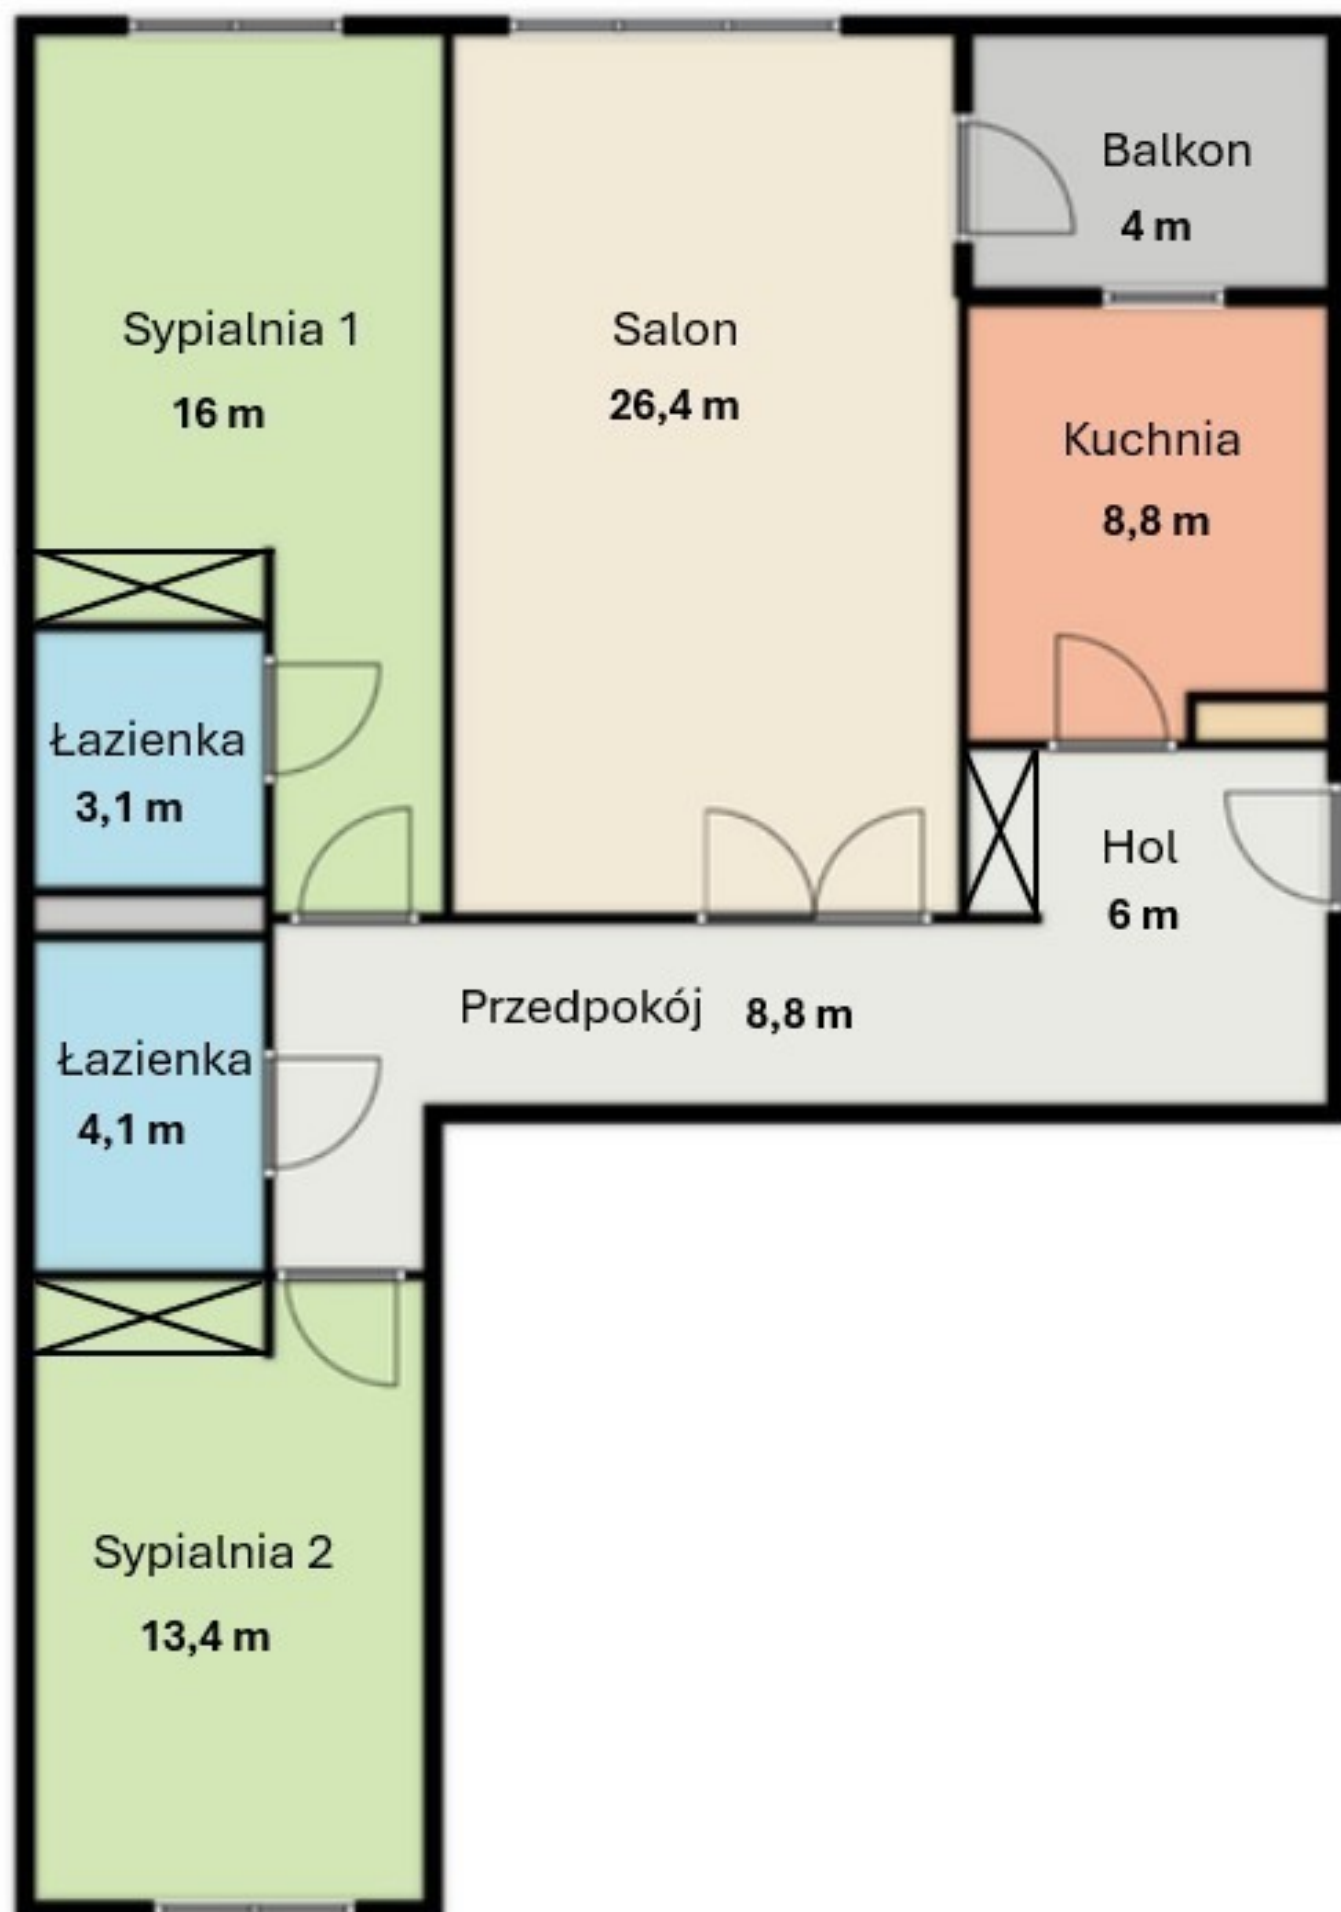 Balkon
4 m
Sypialnia 1
16 m
Salon
26,4 m
Kuchnia
8,8 m
Łazienka
3,1 m
Hol
6 m
Przedpokój 8,8 m
Łazienka
4,1 m
Sypialnia 2
13,4 m